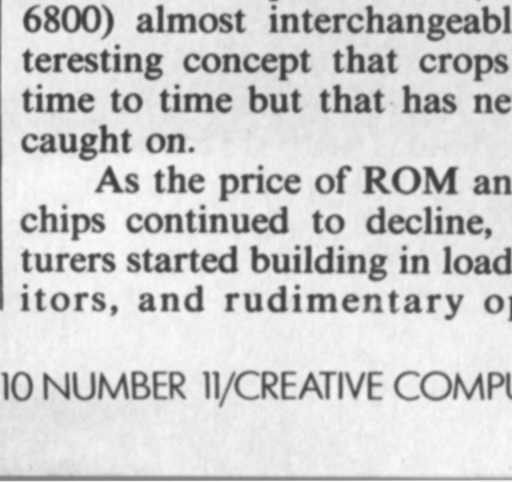 6800) almost interchangeabl
teresting concept that crops
time to time but that has ne
caught on.
As the price of ROM an
chips continued to decline,
turers started building in load
itors, and rudimentary op
10 NUMBER 11/CREATIVE COMPU